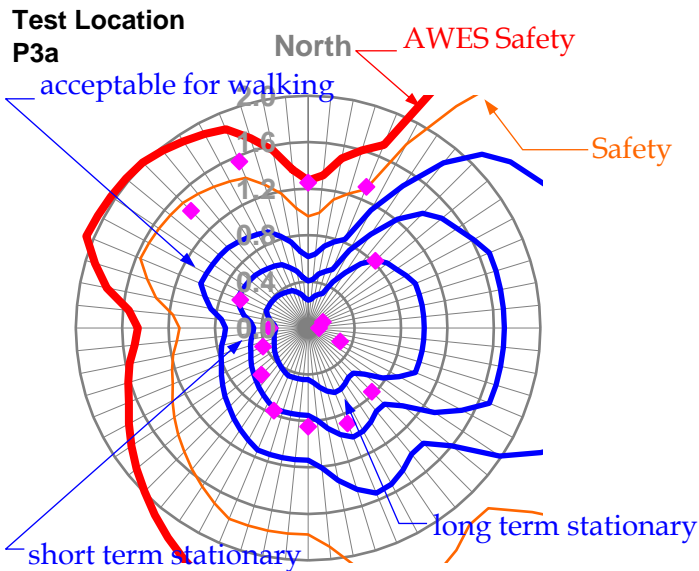 Test Location
P3a
North
AWES Safety
acceptable for walking
2.0
1.6
Safety
1.2
0.8
0.4
0.0
long term stationary
short term stationary